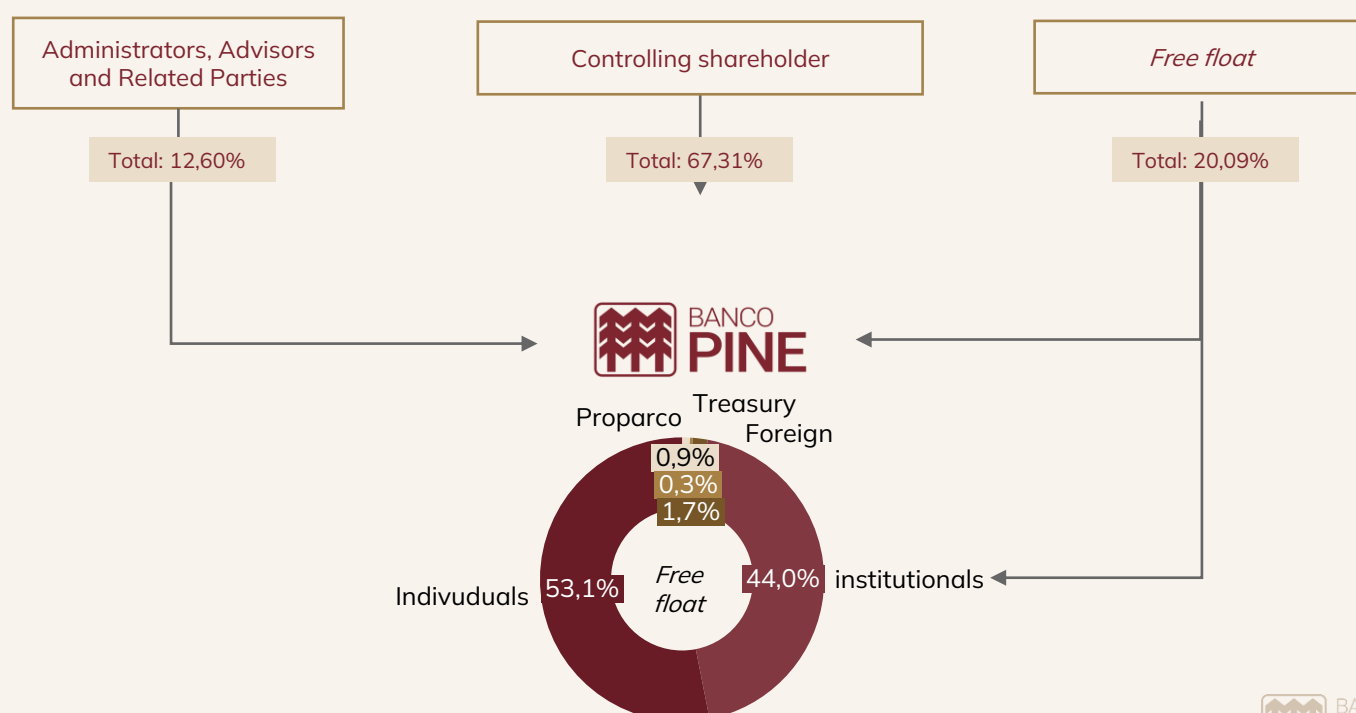 Administrators, Advisors
and Related Parties
Controlling shareholder
Free float
Total: 12,60%
Total: 67,31%
Total: 20,09%
BANCO
PINE
Proparco
Treasury
Foreign
0,9%
0,3%
1,7%
Indivuduals
53,1%
Free
float
44,0%
institutionals